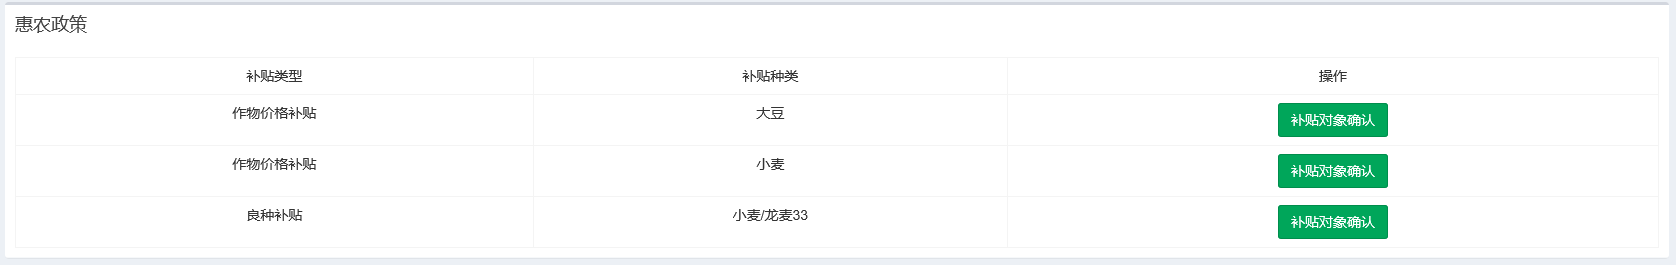 惠农政策
补贴类型 补贴种类 操作
作物价格补贴 大豆 补贴对象确认
作物价格补贴 小麦 补贴对象确认
良种补贴 小麦/龙麦33 补贴对象确认